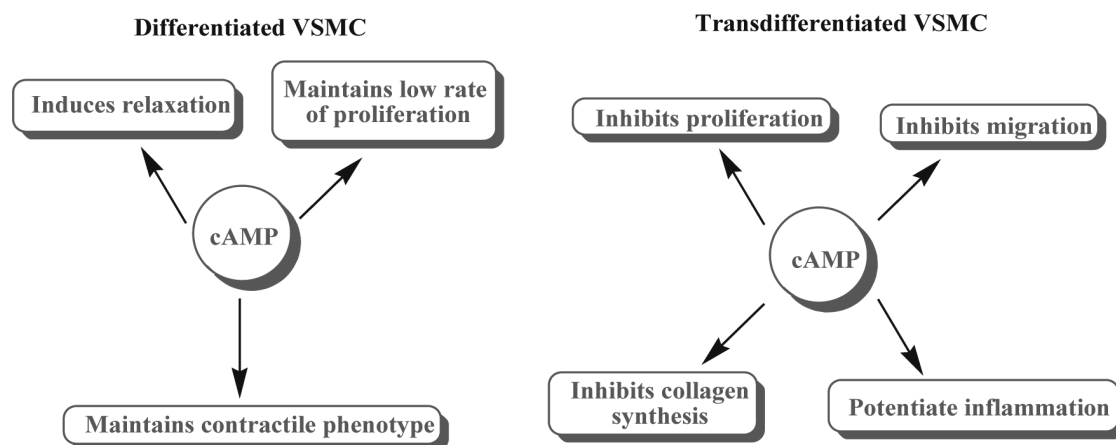 Differentiated VSMC
Induces relaxation
Maintains low rate
of proliferation
cAMP
Maintains contractile phenotype
Transdifferentiated VSMC
Inhibits proliferation
Inhibits migration
cAMP
Inhibits collagen
synthesis
Potentiate inflammation